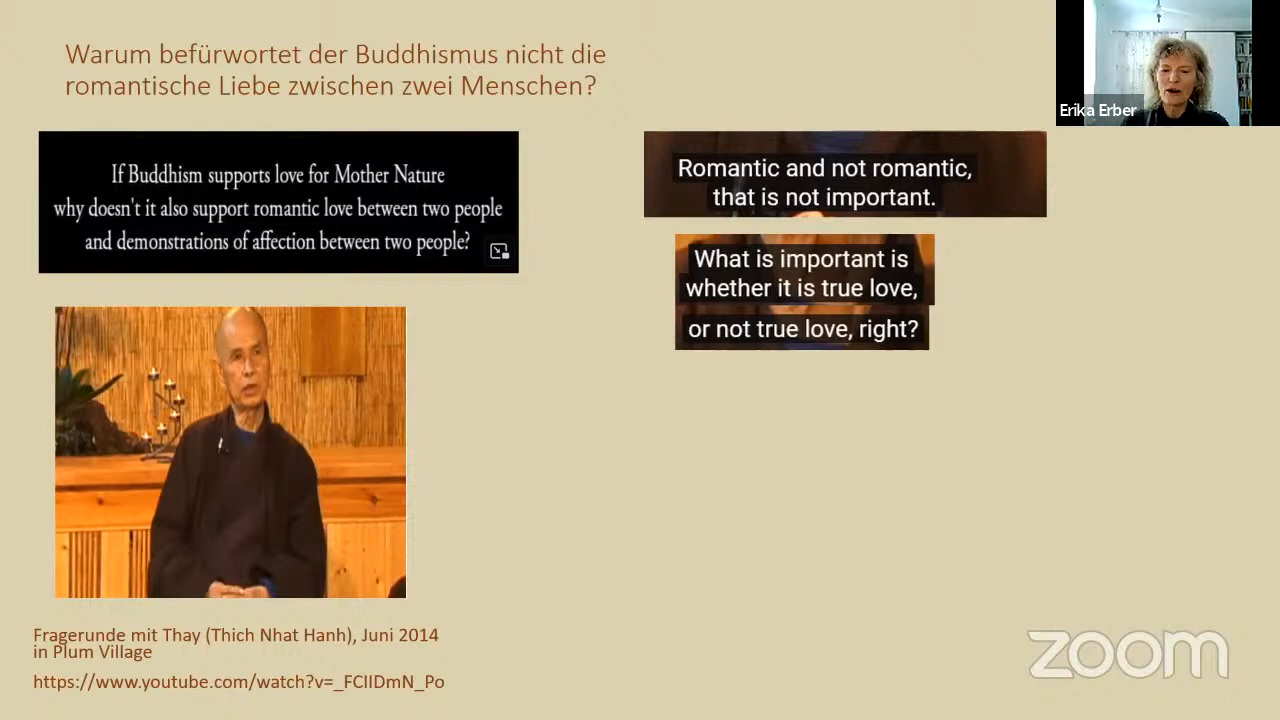 Warum befürwortet der Buddhismus nicht die
romantische Liebe zwischen zwei Menschen?
If Buddhism supports love for Mother Nature
why doesn't it also support romantic love between two people
and demonstrations of affection between two people?
Romantic and not romantic,
that is not important.
What is important is
whether it is true love,
or not true love, right?
Erika Erber
Fragerunde mit Thay (Thich Nhat Hanh), Juni 2014
in Plum Village
https://www.youtube.com/watch?v=_FCIIDmN_Po
zoom